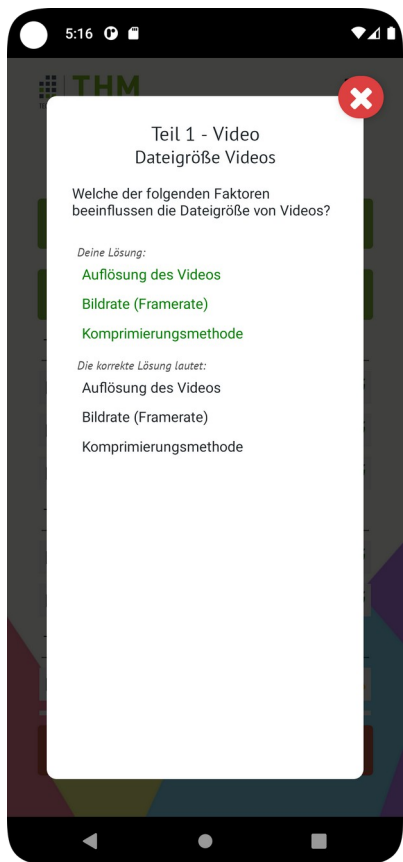 5:16
THM
Teil 1 - Video
Dateigröße Videos
Welche der folgenden Faktoren
beeinflussen die Dateigröße von Videos?
Deine Lösung:
Auflösung des Videos
Bildrate (Framerate)
Komprimierungsmethode
Die korrekte Lösung lautet:
Auflösung des Videos
Bildrate (Framerate)
Komprimierungsmethode